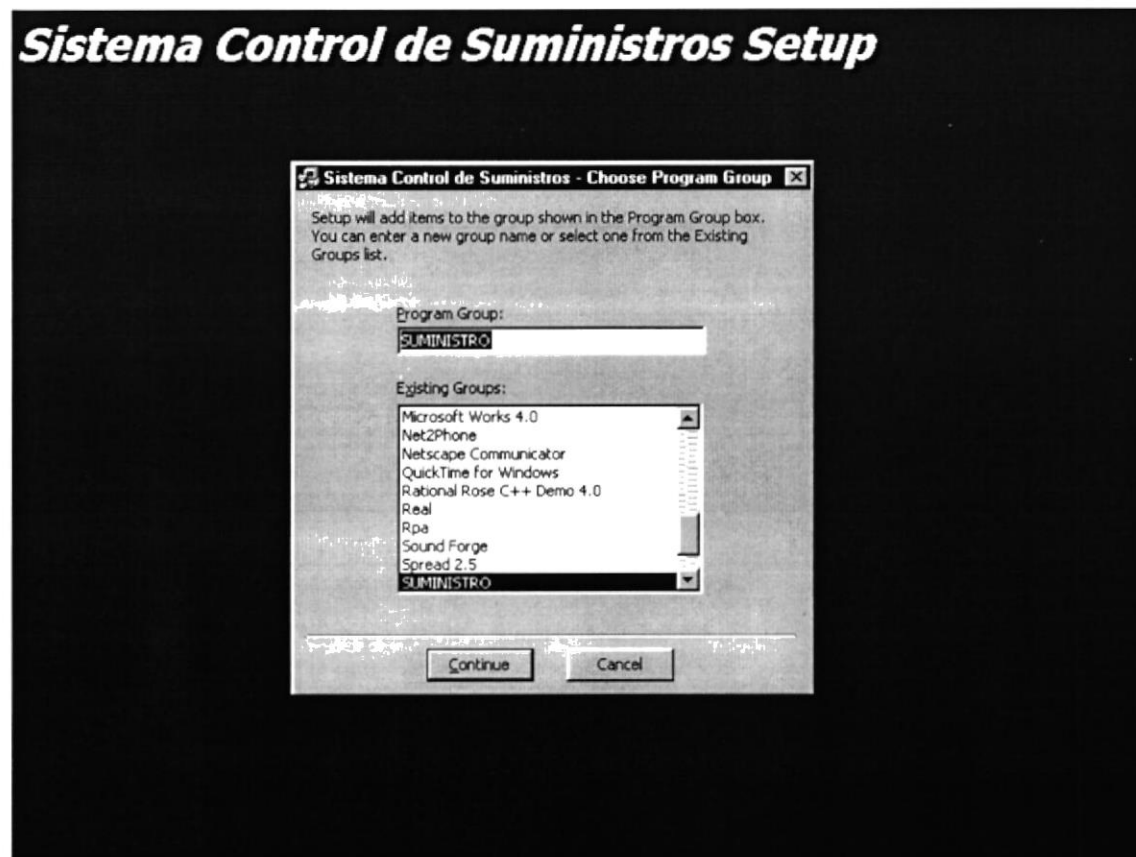 Sistema Control de Suministros Setup
Sistema Control de Suministros - Choose Program Group
Setup will add items to the group shown in the Program Group box.
You can enter a new group name or select one from the Existing
Groups list.
Program Group:
SUMINISTRO
Existing Groups:
Microsoft Works 4.0
Net2Phone
Netscape Communicator
QuickTime for Windows
Rational Rose C++ Demo 4.0
Real
Rpa
Sound Forge
Spread 2.5
SUMINISTRO
Continue
Cancel